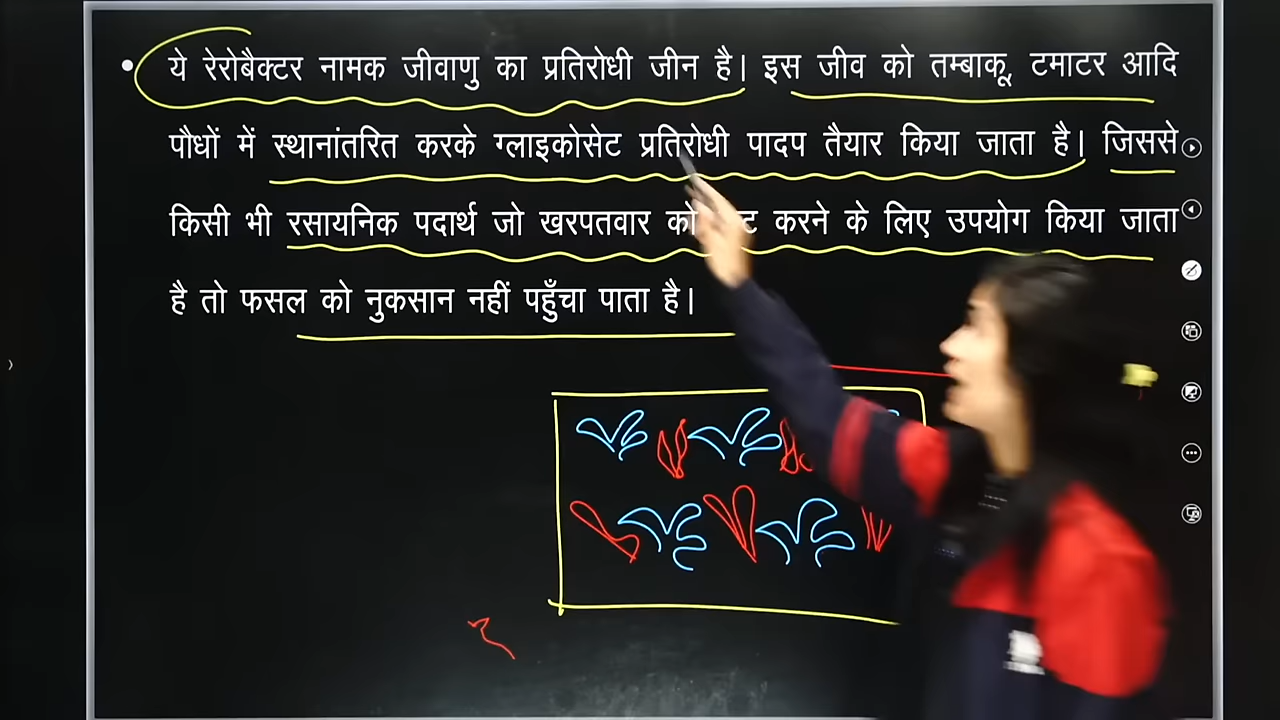 ये रेरोबैक्टर नामक जीवाणु का प्रतिरोधी जीन है। इस जीव को तम्बाकू, टमाटर आदि
पौधों में स्थानांतरित करके ग्लाइकोसेट प्रतिरोधी पादप तैयार किया जाता है। जिससे
किसी भी रसायनिक पदार्थ जो खरपतवार को करने के लिए उपयोग किया जाता
है तो फसल को नुकसान नहीं पहुँचा पाता है।